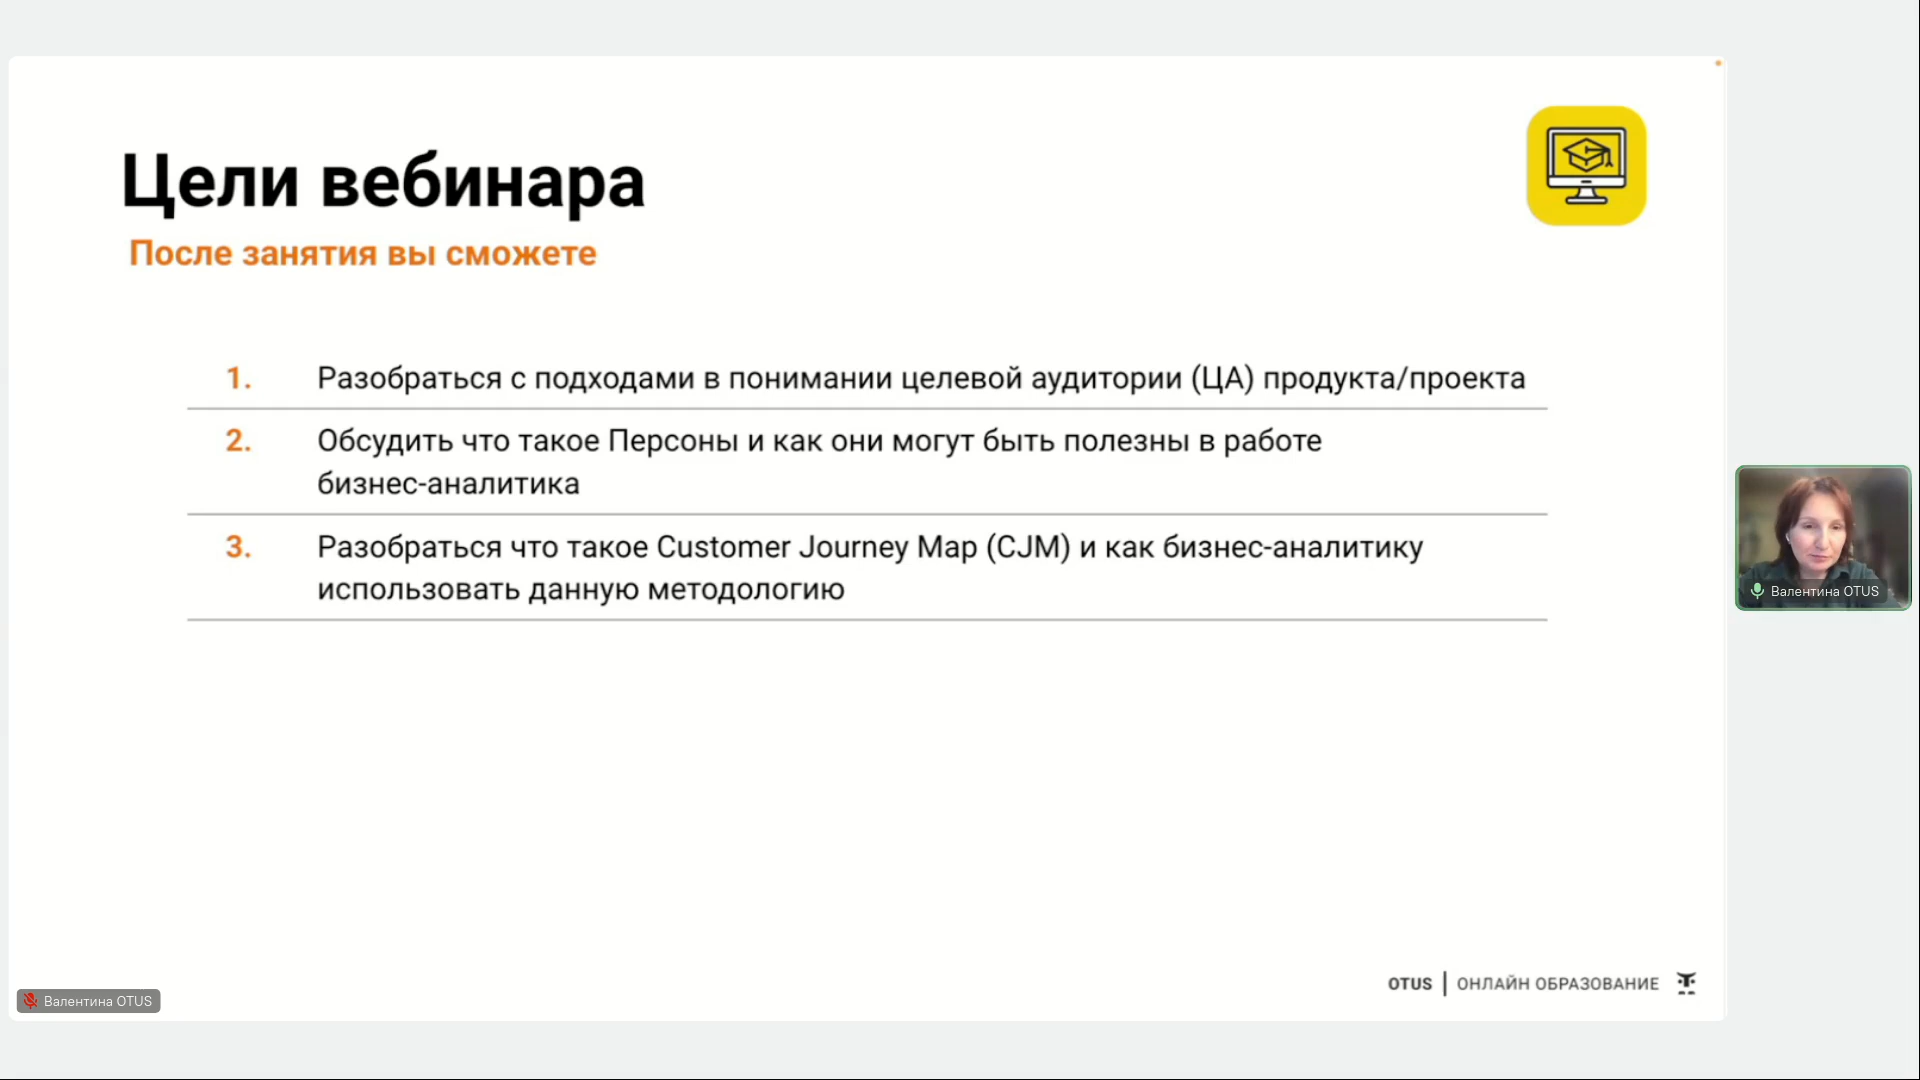 Цели вебинара
После занятия вы сможете
1. Разобраться с подходами в понимании целевой аудитории (ЦА) продукта/проекта
2. Обсудить что такое Персоны и как они могут быть полезны в работе
бизнес-аналитика
3. Разобраться что такое Customer Journey Map (CJM) и как бизнес-аналитику
использовать данную методологию
Валентина OTUS
OTUS | ОНЛАЙН ОБРАЗОВАНИЕ
Валентина OTUS